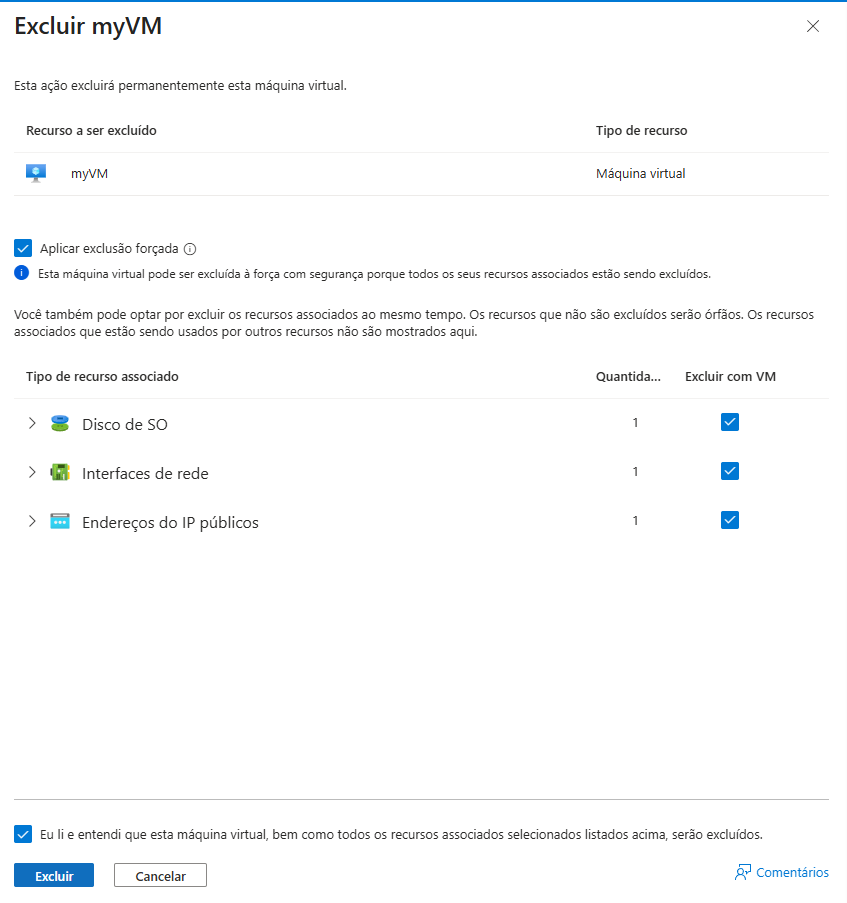 Excluir myVM
Esta ação excluirá permanentemente esta máquina virtual.
Recurso a ser excluído Tipo de recurso
myVM Máquina virtual
Aplicar exclusão forçada
Esta máquina virtual pode ser excluída à força com segurança porque todos os seus recursos associados estão sendo excluídos.
Você também pode optar por excluir os recursos associados ao mesmo tempo. Os recursos que não são excluídos serão órfãos. Os recursos
associados que estão sendo usados por outros recursos não são mostrados aqui.
Tipo de recurso associado Quantida... Excluir com VM
Disco de SO 1
Interfaces de rede 1
Endereços do IP públicos 1
Eu li e entendi que esta máquina virtual, bem como todos os recursos associados selecionados listados acima, serão excluídos.
Excluir Cancelar Comentários